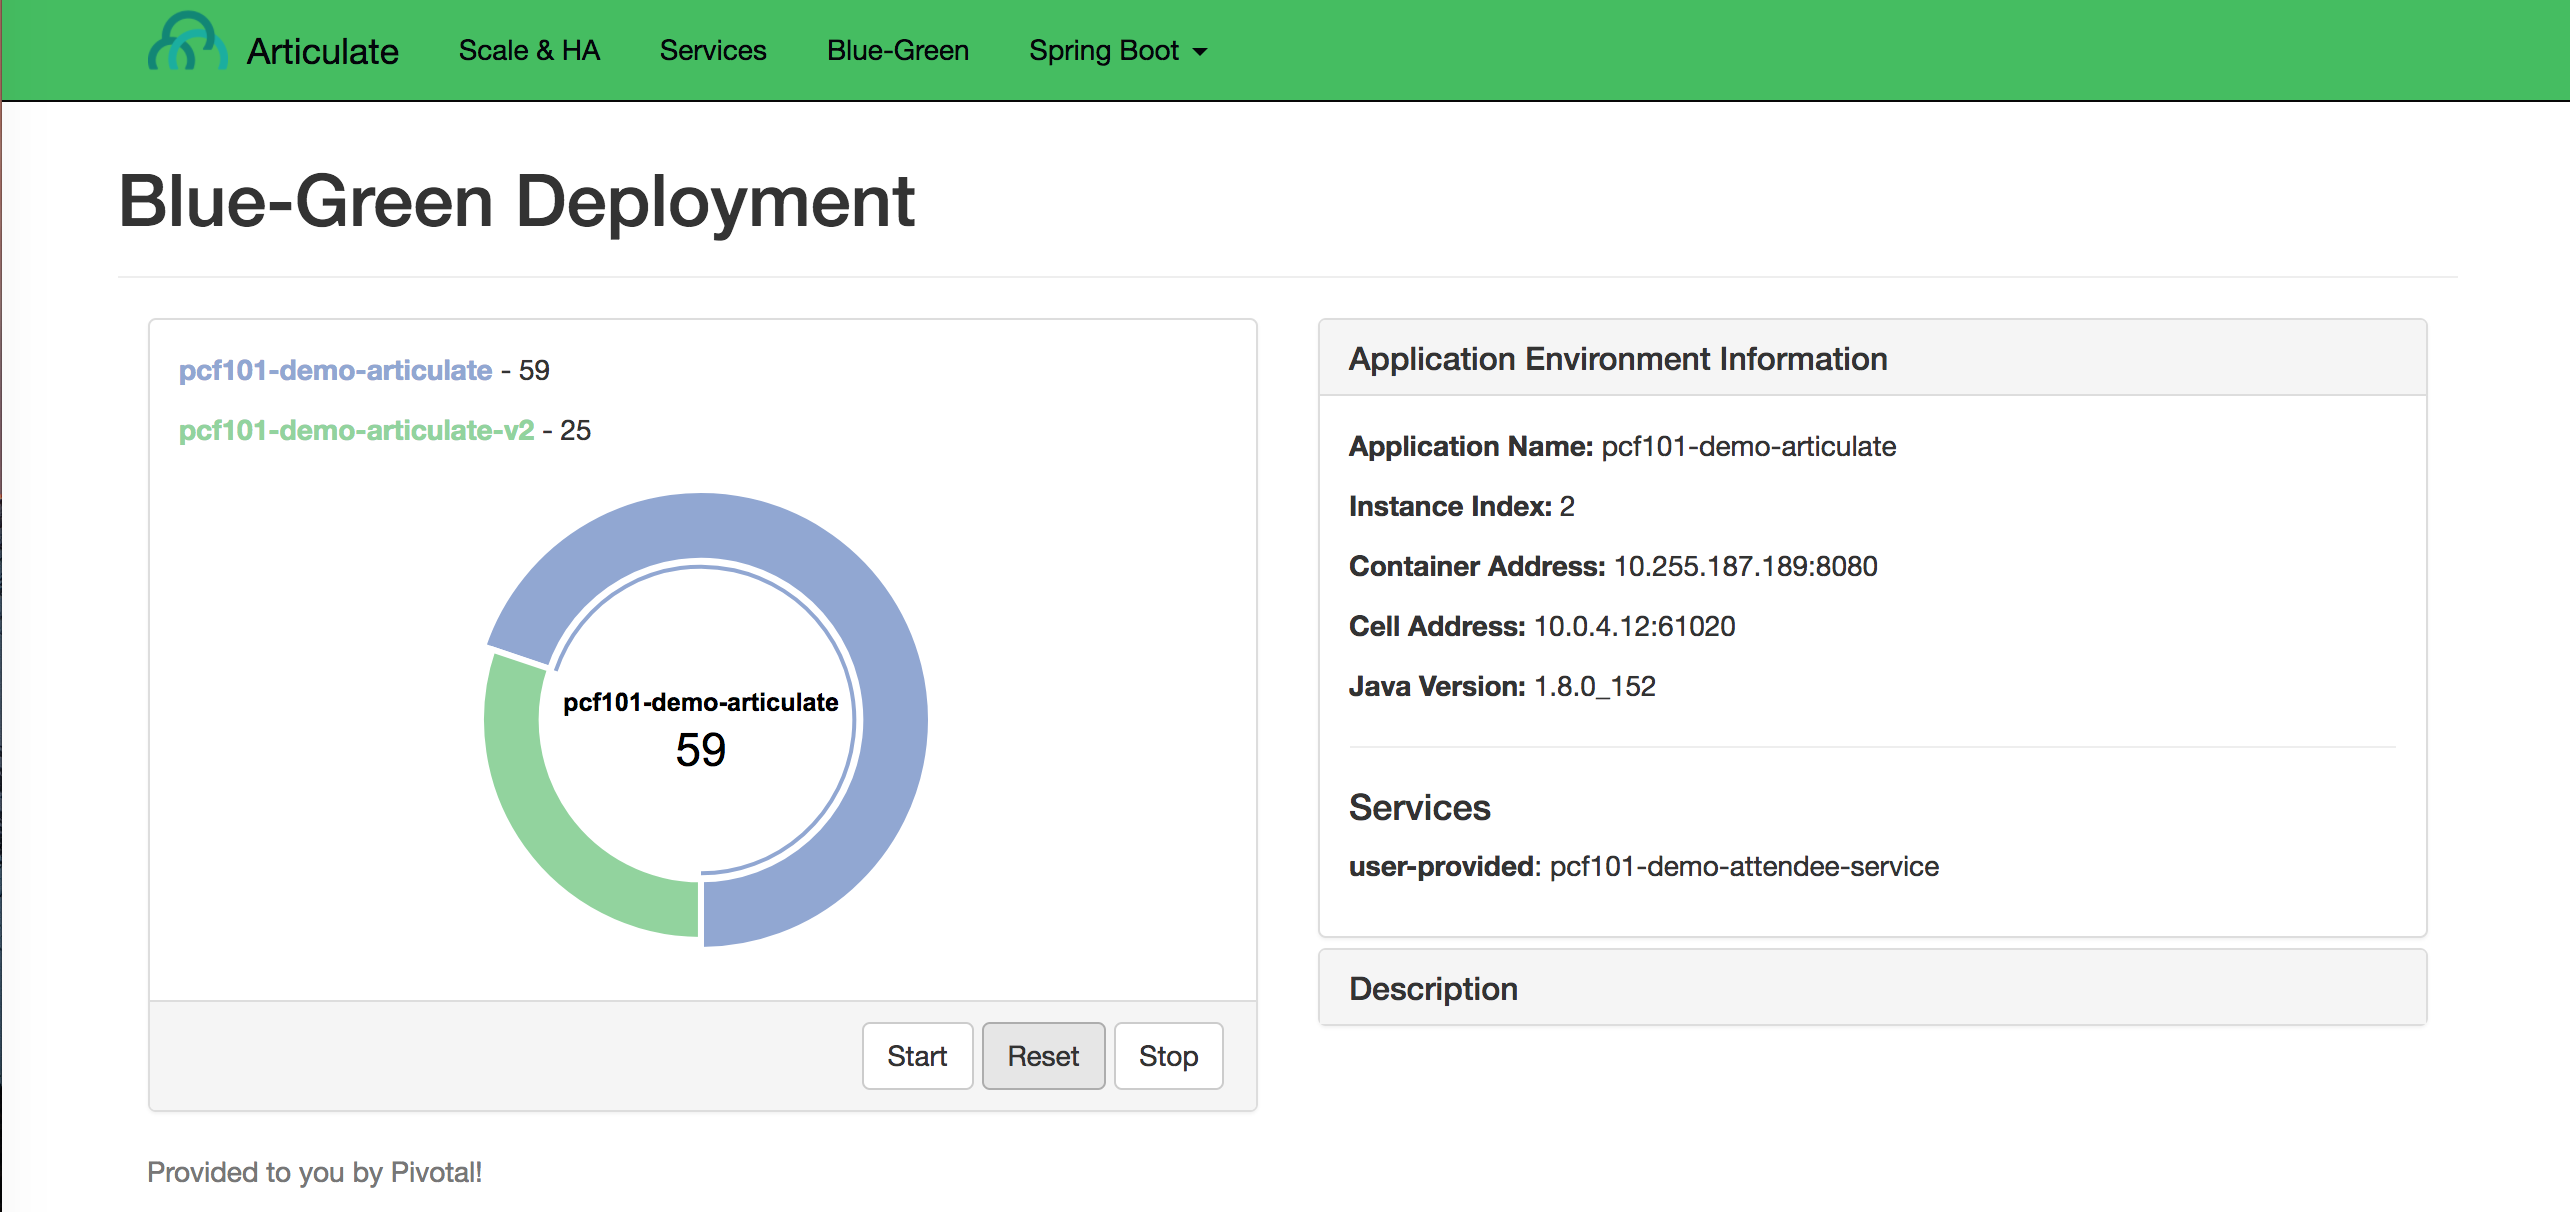 Articulate Scale & HA Services Blue-Green Spring Boot
Blue-Green Deployment
pcf101-demo-articulate - 59
pcf101-demo-articulate-v2 - 25
pcf101-demo-articulate
59
Start Reset Stop
Application Environment Information
Application Name: pcf101-demo-articulate
Instance Index: 2
Container Address: 10.255.187.189:8080
Cell Address: 10.0.4.12:61020
Java Version: 1.8.0_152
Services
user-provided: pcf101-demo-attendee-service
Description
Provided to you by Pivotal!